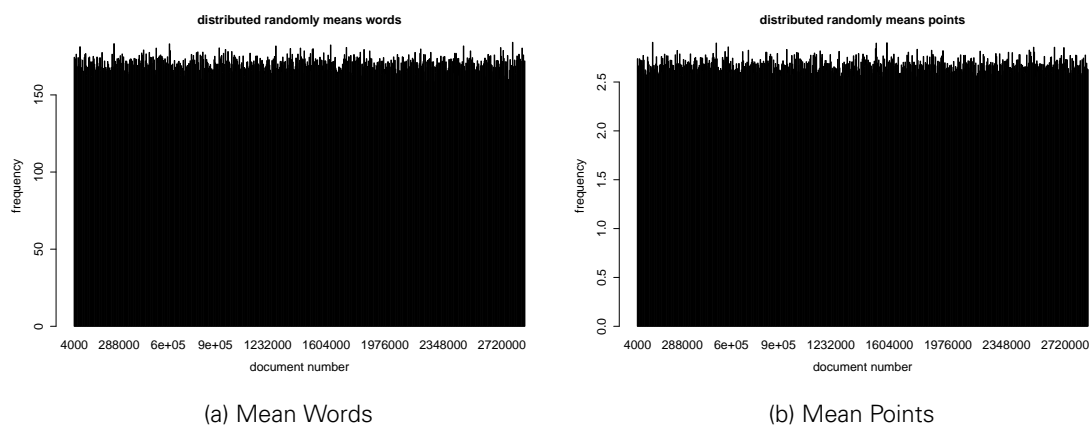 distributed randomly means words
frequency
150
100
50
0
4000 288000 6e+05 9e+05 1232000 1604000 1976000 2348000 2720000
document number
(a) Mean Words
distributed randomly means points
frequency
2.5
2.0
1.5
1.0
0.5
0.0
4000 288000 6e+05 9e+05 1232000 1604000 1976000 2348000 2720000
document number
(b) Mean Points